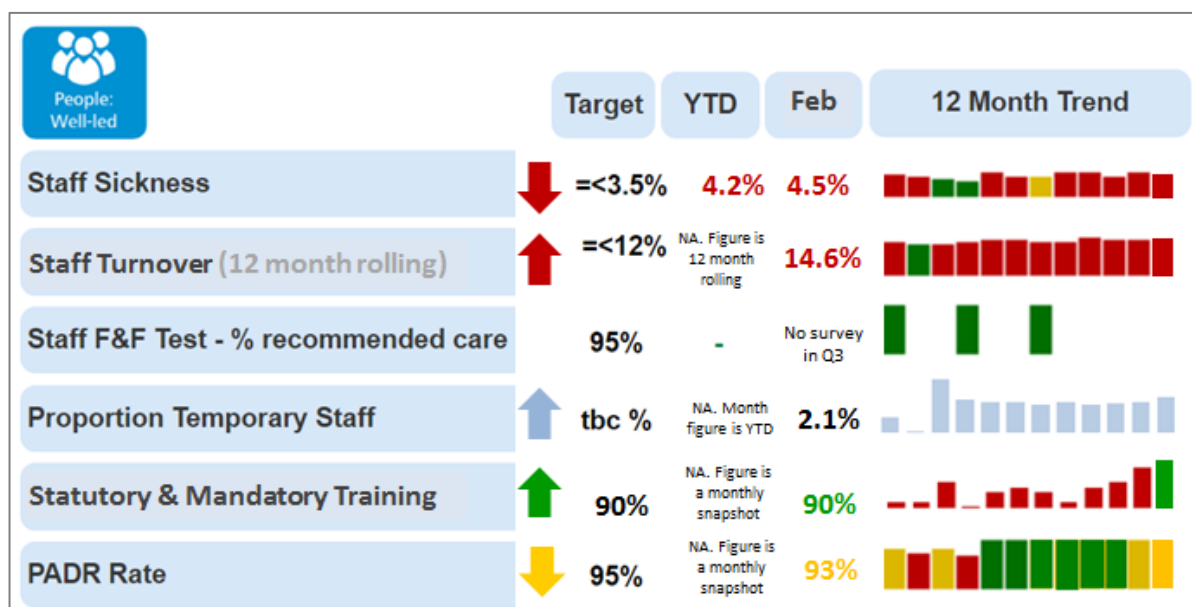 People:
Well-led
Target YTD Feb 12 Month Trend
Staff Sickness =<3.5% 4.2% 4.5%
Staff Turnover (12 month rolling) =<12% NA. Figure is
12 month
rolling
14.6%
Staff F&F Test - % recommended care 95% - No survey
in Q3
Proportion Temporary Staff tbc % NA. Month
figure is YTD
2.1%
Statutory & Mandatory Training 90% NA. Figure is
a monthly
snapshot
90%
PADR Rate 95% NA. Figure is
a monthly
snapshot
93%